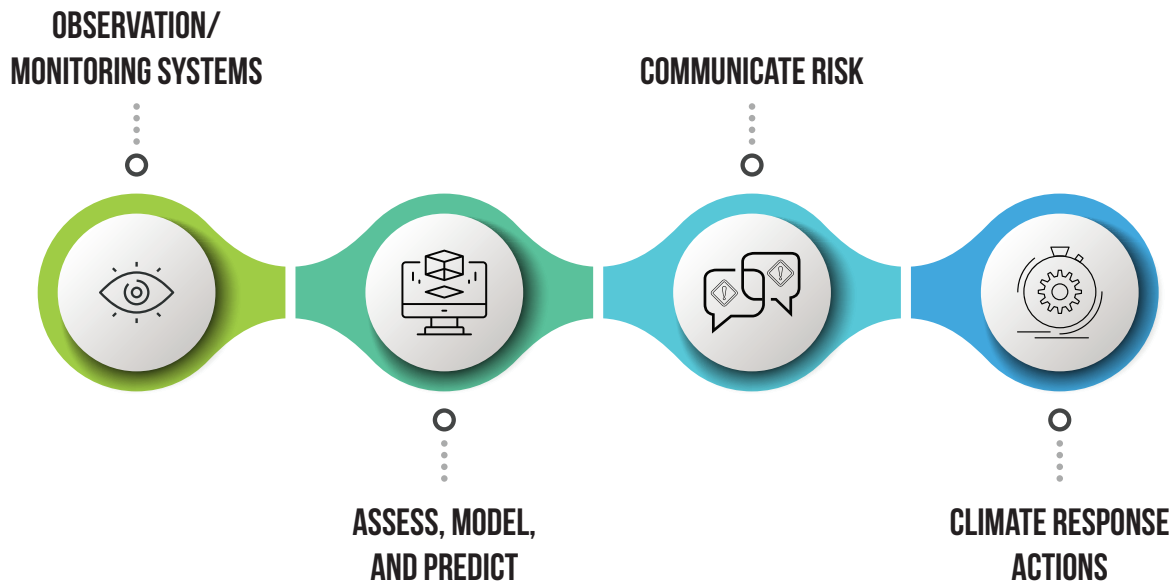 OBSERVATION/
MONITORING SYSTEMS
COMMUNICATE RISK
ASSESS, MODEL,
AND PREDICT
CLIMATE RESPONSE
ACTIONS